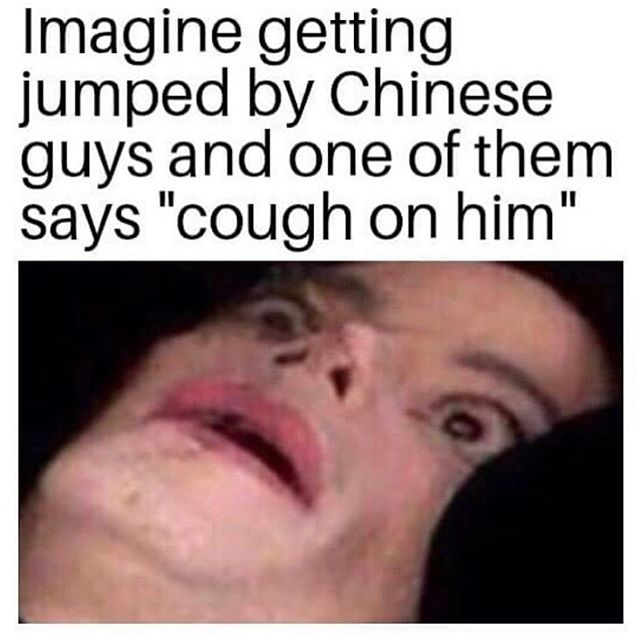 Imagine getting
jumped by Chinese
guys and one of them
says "cough on him"